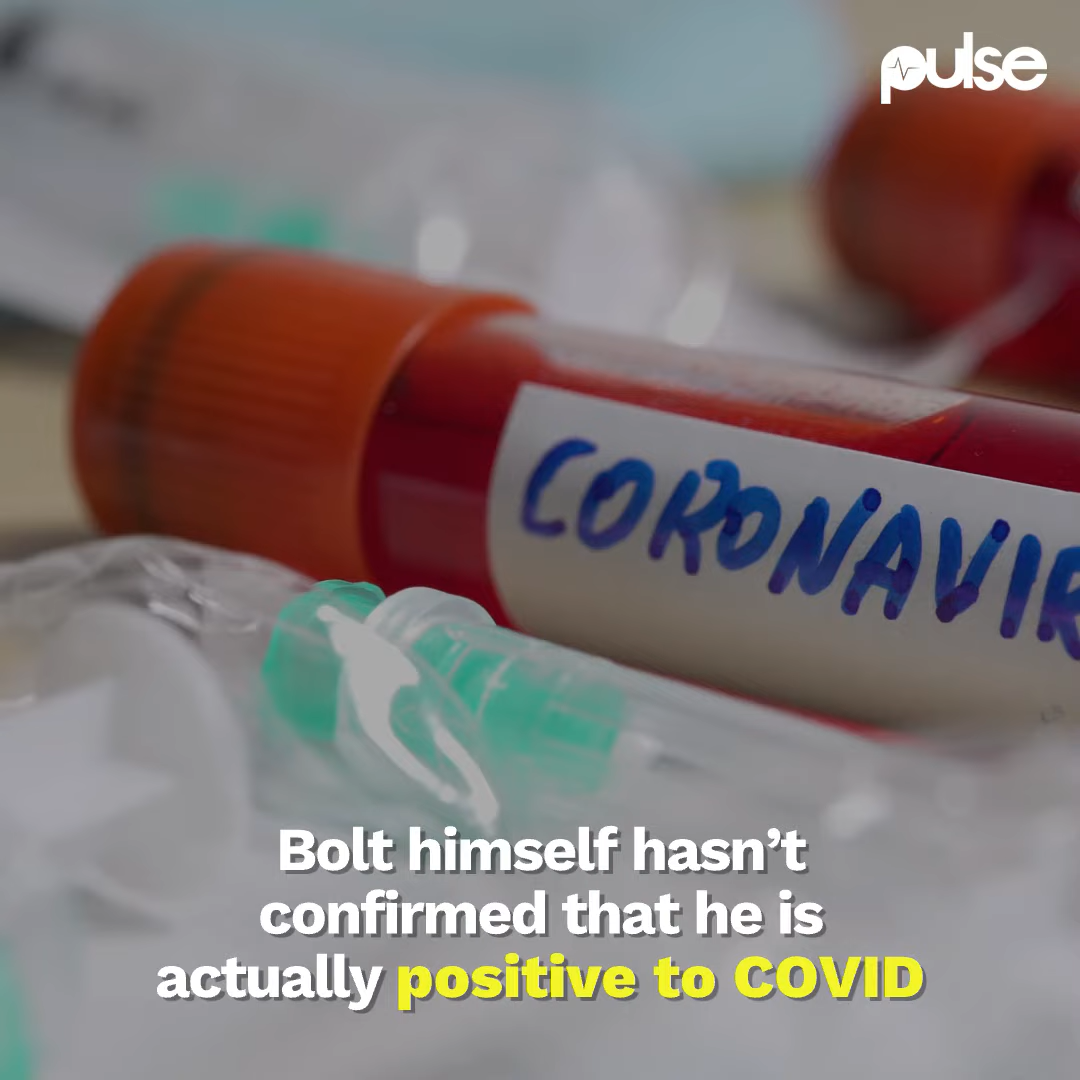 pulse
CORONAVIR
Bolt himself hasn’t
confirmed that he is
actually positive to COVID